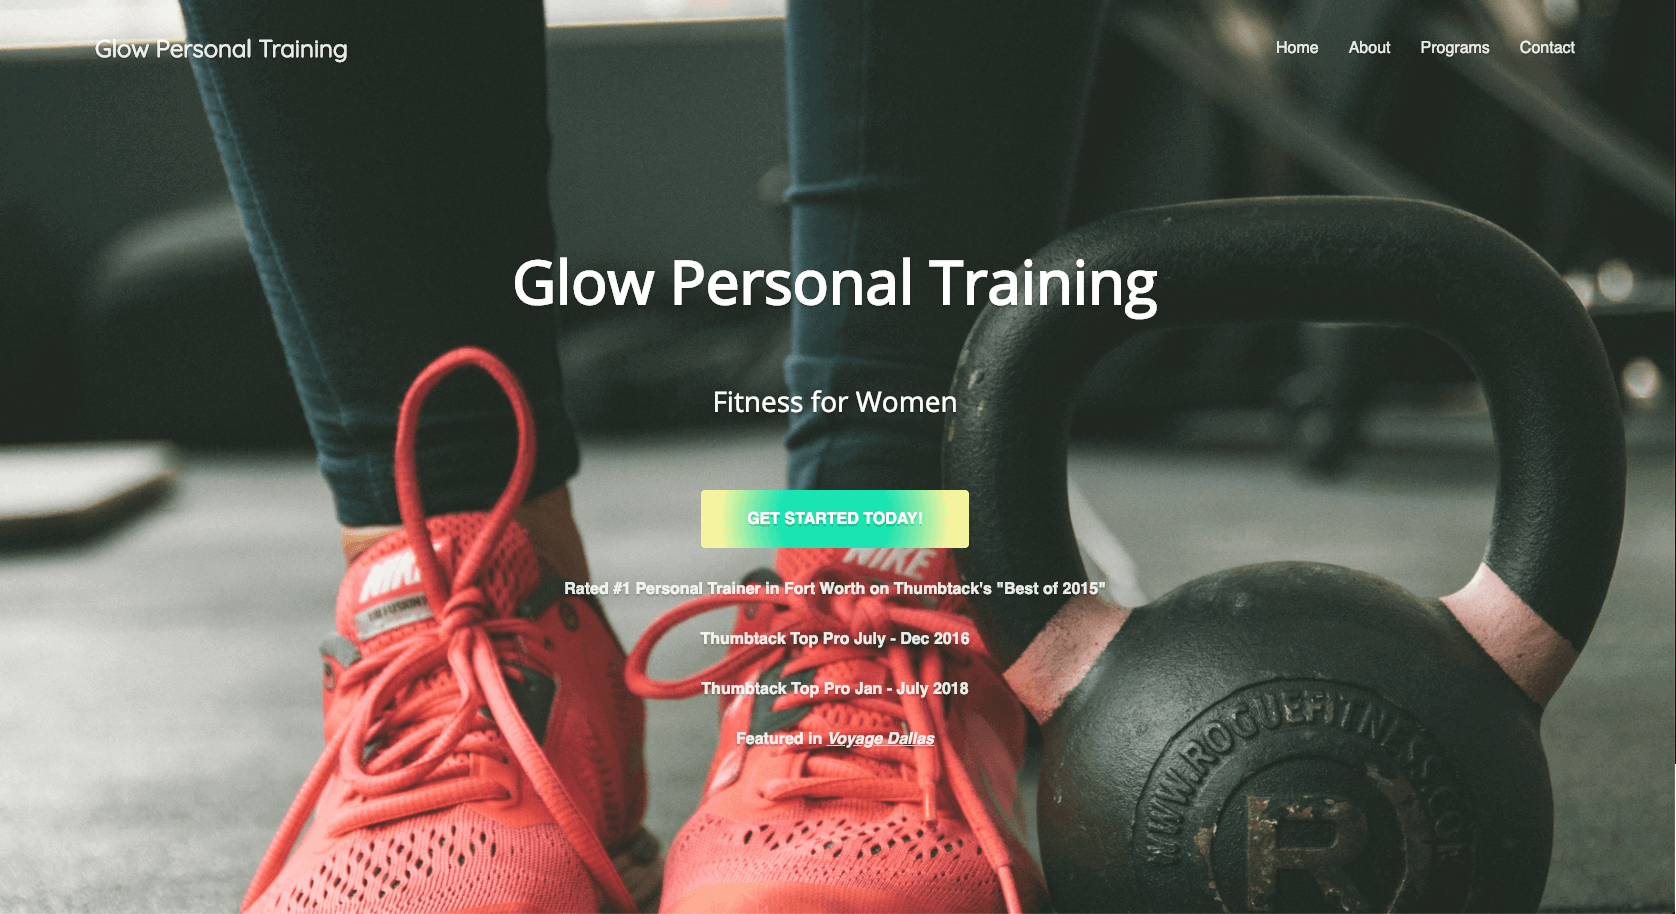 Glow Personal Training
Home About Programs Contact
Glow Personal Training
Fitness for Women
GET STARTED TODAY!
NIKE
Rated #1 Personal Trainer in Fort Worth on Thumbtack's "Best of 2015"
Thumbtack Top Pro July - Dec 2016
Thumbtack Top Pro Jan - July 2018
Featured in Voyage Dallas
WWW.ROGUEFITNESS.COM
R